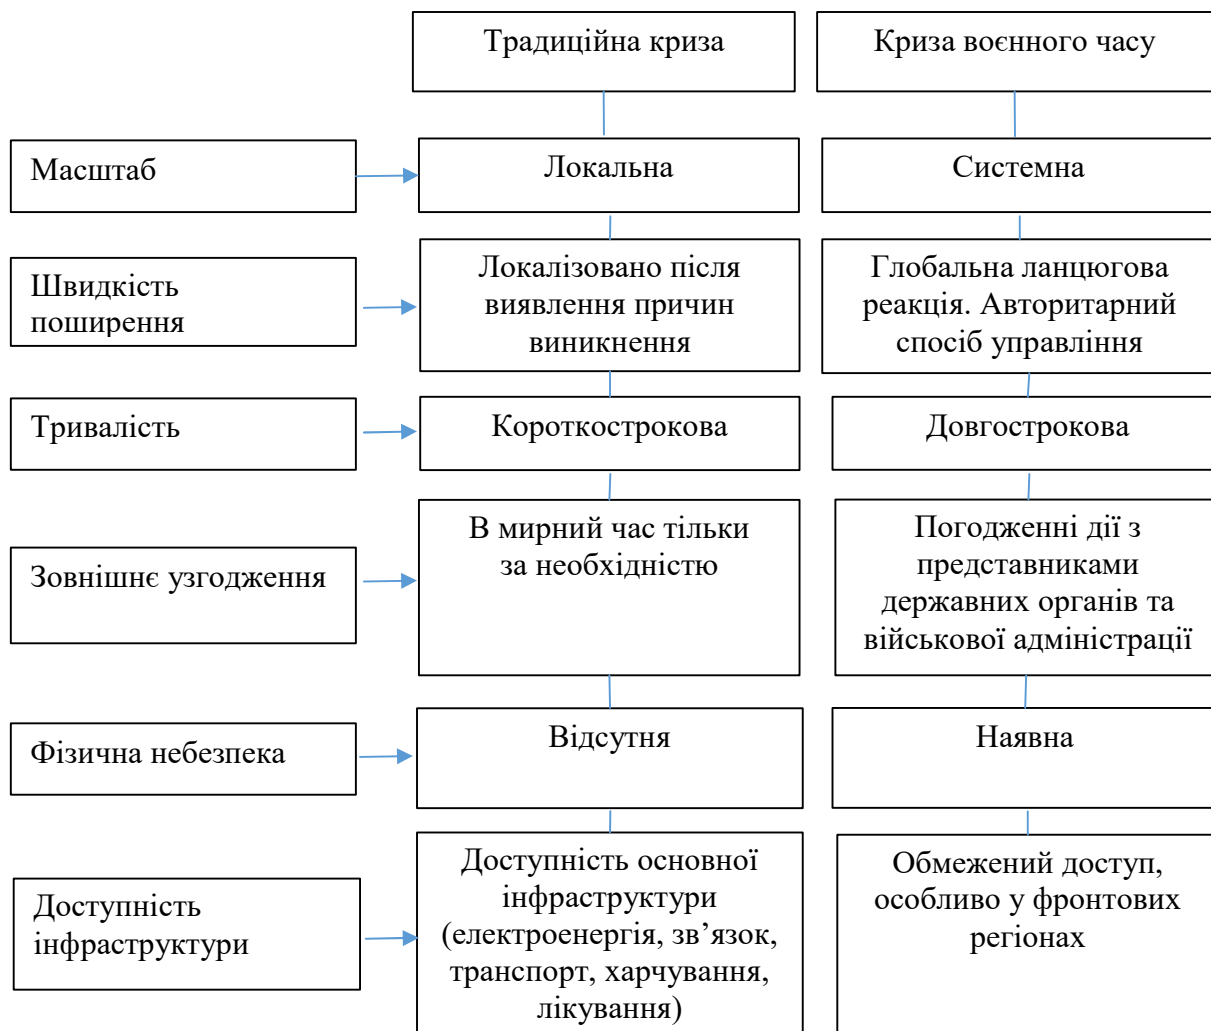 Традиційна криза
Криза воєнного часу
Масштаб
Локальна
Системна
Швидкість
поширення
Локалізовано після
виявлення причин
виникнення
Глобальна ланцюгова
реакція. Авторитарний
спосіб управління
Тривалість
Короткострокова
Довгострокова
Зовнішнє узгодження
В мирний час тільки
за необхідністю
Погодженні дії з
представниками
державних органів та
військової адміністрації
Фізична небезпека
Відсутня
Наявна
Доступність
інфраструктури
Доступність основної
інфраструктури
(електроенергія, зв’язок,
транспорт, харчування,
лікування)
Обмежений доступ,
особливо у фронтових
регіонах